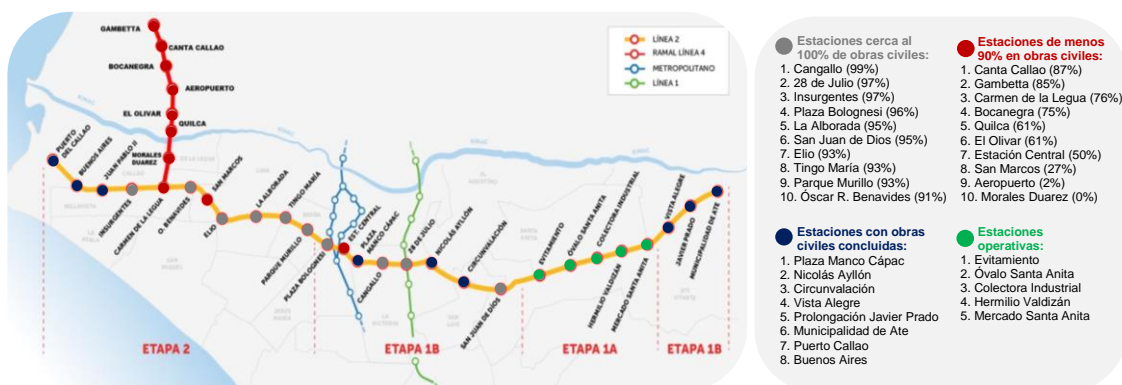 GAMBETTA
CANTA CALLAO
BOCANEGRA
AEROPUERTO
EL OLIVAR
QUILCA
MORALES
DUAREZ
PUERTO
DEL CALLAO
BUENOS AIRES
JUAN PABLO II
INSURGENTES
CARMEN DE LA LEGUA
O. BENAVIDES
SAN MARCOS
ELIO
LA ALBORADA
TINGO MARÍA
PARQUE MURILLO
PLAZA BOLOGNESI
EST. CENTRAL
PLAZA
MANCO CÁPAC
CANGALLO
28 DE JULIO
NICOLÁS AYLLÓN
CIRCUNVALACIÓN
SAN JUAN DE DIOS
EVITAMIENTO
ÓVALO SANTA ANITA
COLECTORA INDUSTRIAL
HERMILIO VALDIZÁN
MERCADO SANTA ANITA
VISTA ALEGRE
JAVIER PRADO
MUNICIPALIDAD DE ATE
ETAPA 2
ETAPA 1B
ETAPA 1A
ETAPA 1B
LÍNEA 2
RAMAL LÍNEA 4
METROPOLITANO
LÍNEA 1
Estaciones cerca al
100% de obras civiles:
1. Cangallo (99%)
2. 28 de Julio (97%)
3. Insurgentes (97%)
4. Plaza Bolognesi (96%)
5. La Alborada (95%)
6. San Juan de Dios (95%)
7. Elio (93%)
8. Tingo María (93%)
9. Parque Murillo (93%)
10. Óscar R. Benavides (91%)
Estaciones de menos
90% en obras civiles:
1. Canta Callao (87%)
2. Gambetta (85%)
3. Carmen de la Legua (76%)
4. Bocanegra (75%)
5. Quilca (61%)
6. El Olivar (61%)
7. Estación Central (50%)
8. San Marcos (27%)
9. Aeropuerto (2%)
10. Morales Duarez (0%)
Estaciones con obras
civiles concluidas:
1. Plaza Manco Cápac
2. Nicolás Ayllón
3. Circunvalación
4. Vista Alegre
5. Prolongación Javier Prado
6. Municipalidad de Ate
7. Puerto Callao
8. Buenos Aires
Estaciones
operativas:
1. Evitamiento
2. Óvalo Santa Anita
3. Colectora Industrial
4. Hermilio Valdizán
5. Mercado Santa Anita